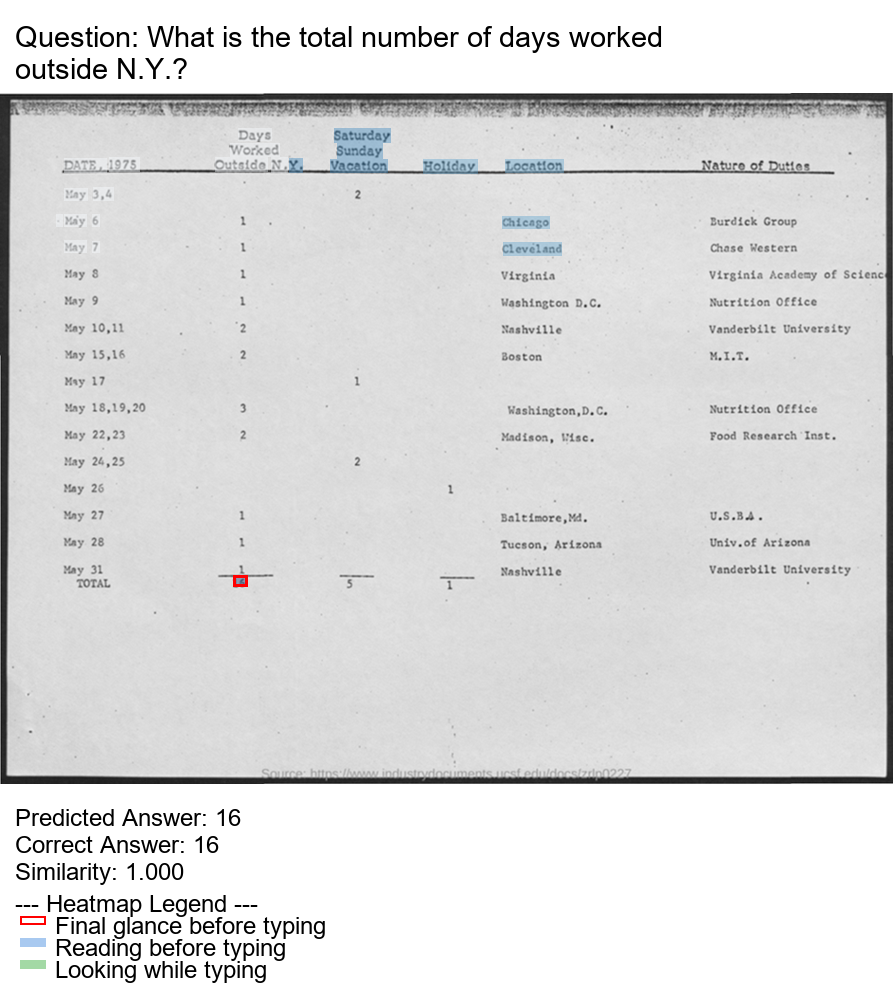 Question: What is the total number of days worked
outside N.Y.?
Days Saturday
Worked Sunday
DATE, 1975 Outside N.Y. Vacation Holiday Location Nature of Duties
May 3,4 2
May 6 1 Chicago Burdick Group
May 7 1 Cleveland Chase Western
May 8 1 Virginia Virginia Academy of Scienc
May 9 1 Washington D.C. Nutrition Office
May 10,11 2 Nashville Vanderbilt University
May 15,16 2 Boston M.I.T.
May 17 1
May 18,19,20 3 Washington,D.C. Nutrition Office
May 22,23 2 Madison, Wisc. Food Research Inst.
May 24,25 2
May 26 1
May 27 1 Baltimore,Md. U.S.B.A.
May 28 1 Tucson, Arizona Univ.of Arizona
May 31 1 Nashville Vanderbilt University
TOTAL 5 1
Source: https://www.industrydocuments.ucsf.edu/docs/zrlp0227
Predicted Answer: 16
Correct Answer: 16
Similarity: 1.000
--- Heatmap Legend ---
Final glance before typing
Reading before typing
Looking while typing